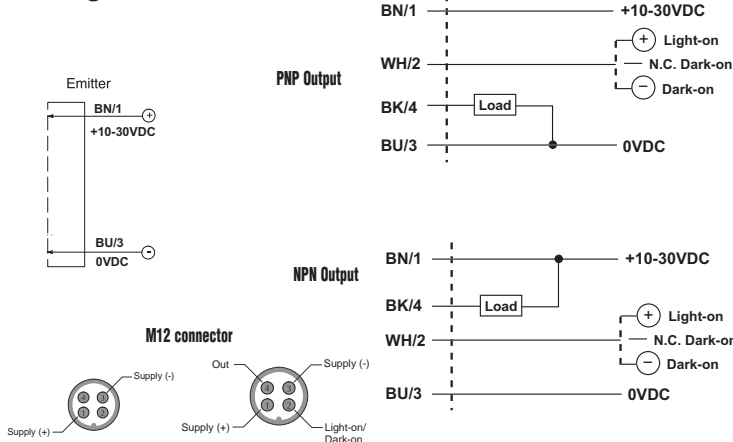 Emitter
BN/1
+
+10-30VDC
BU/3
-
0VDC
PNP Output
BN/1
+10-30VDC
+ Light-on
WH/2
N.C. Dark-on
− Dark-on
BK/4
Load
BU/3
0VDC
NPN Output
BN/1
+10-30VDC
BK/4
Load
+ Light-on
WH/2
N.C. Dark-on
− Dark-on
BU/3
0VDC
M12 connector
Supply (-)
4 3
1 2
Supply (+)
Out
Supply (-)
4 3
1 2
Supply (+)
Light-on/
Dark-on